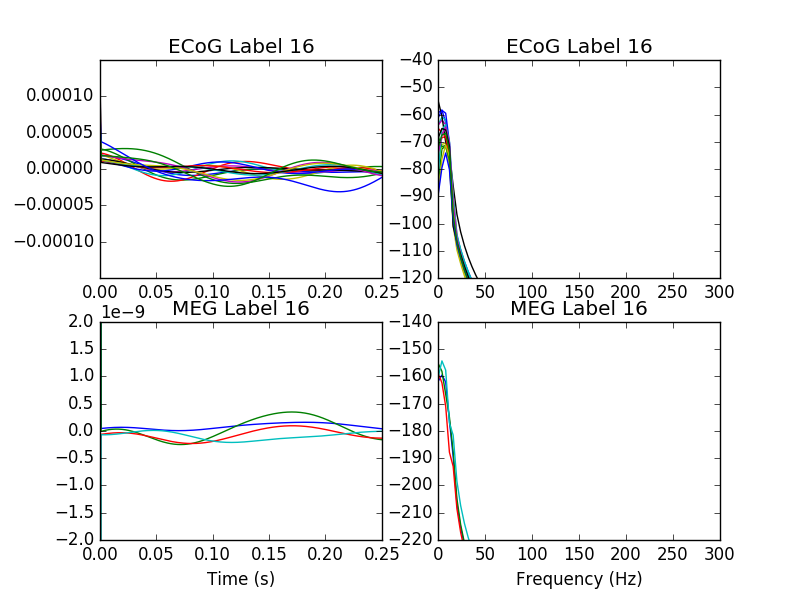 ECoG Label 16
0.00010
0.00005
0.00000
−0.00005
−0.00010
0.00 0.05 0.10 0.15 0.20 0.25
ECoG Label 16
−40
−50
−60
−70
−80
−90
−100
−110
−120
0 50 100 150 200 250 300
MEG Label 16
1e−9
2.0
1.5
1.0
0.5
0.0
−0.5
−1.0
−1.5
−2.0
0.00 0.05 0.10 0.15 0.20 0.25
Time (s)
MEG Label 16
−140
−150
−160
−170
−180
−190
−200
−210
−220
0 50 100 150 200 250 300
Frequency (Hz)